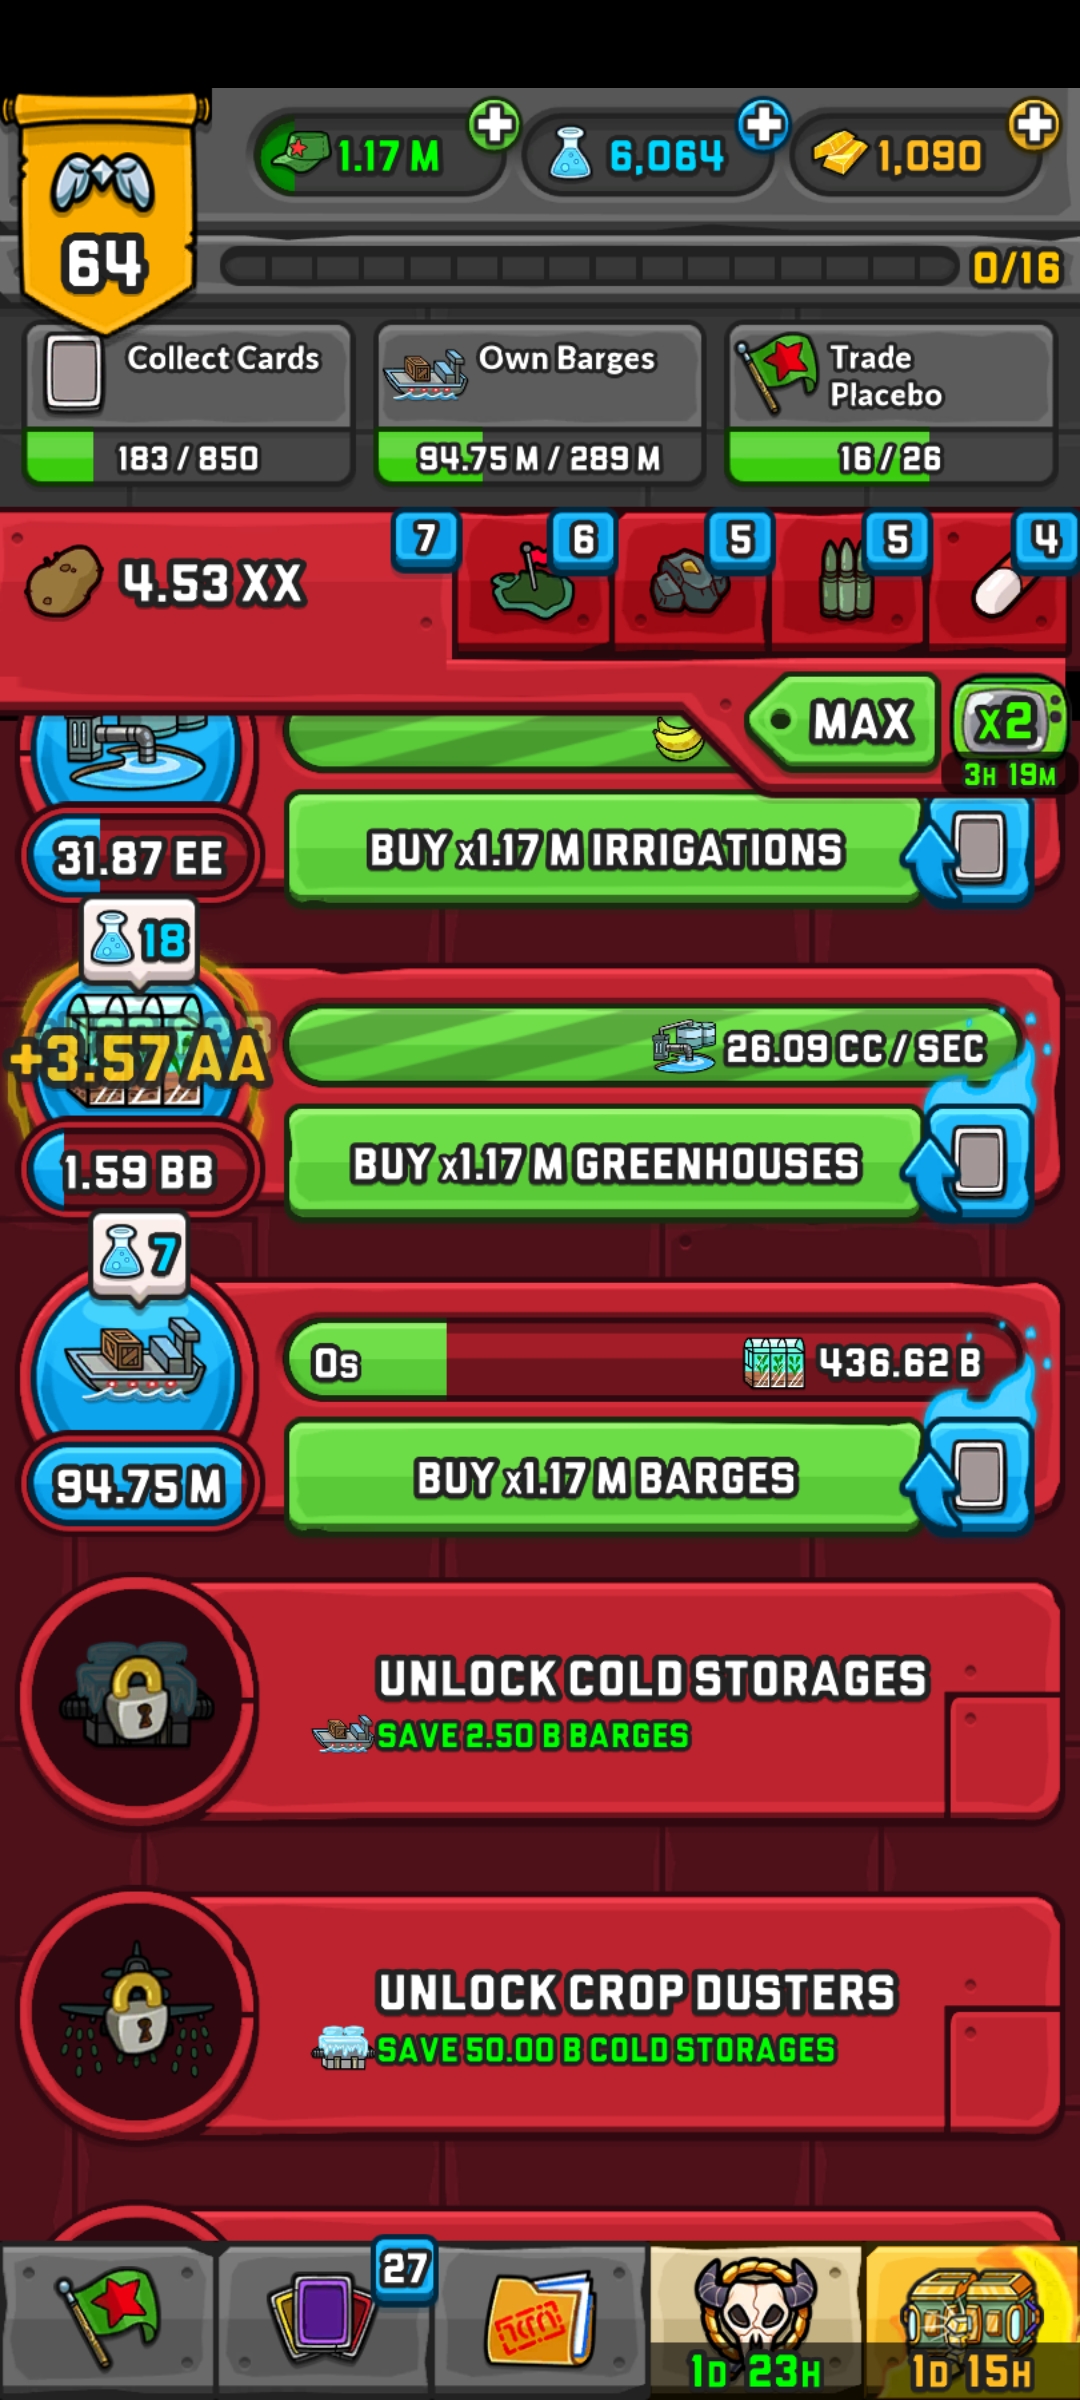 1.17 M
6,064
1,090
64
0/16
Collect Cards
183 / 850
Own Barges
94.75 M / 289 M
Trade
Placebo
16 / 26
4.53 XX
7
6
5
5
4
MAX
x2
3H 19M
31.87 EE
BUY x1.17 M IRRIGATIONS
18
+3.57 AA
26.09 CC / SEC
1.59 BB
BUY x1.17 M GREENHOUSES
7
0s
436.62 B
94.75 M
BUY x1.17 M BARGES
UNLOCK COLD STORAGES
SAVE 2.50 B BARGES
UNLOCK CROP DUSTERS
SAVE 50.00 B COLD STORAGES
27
1D 23H
1D 15H